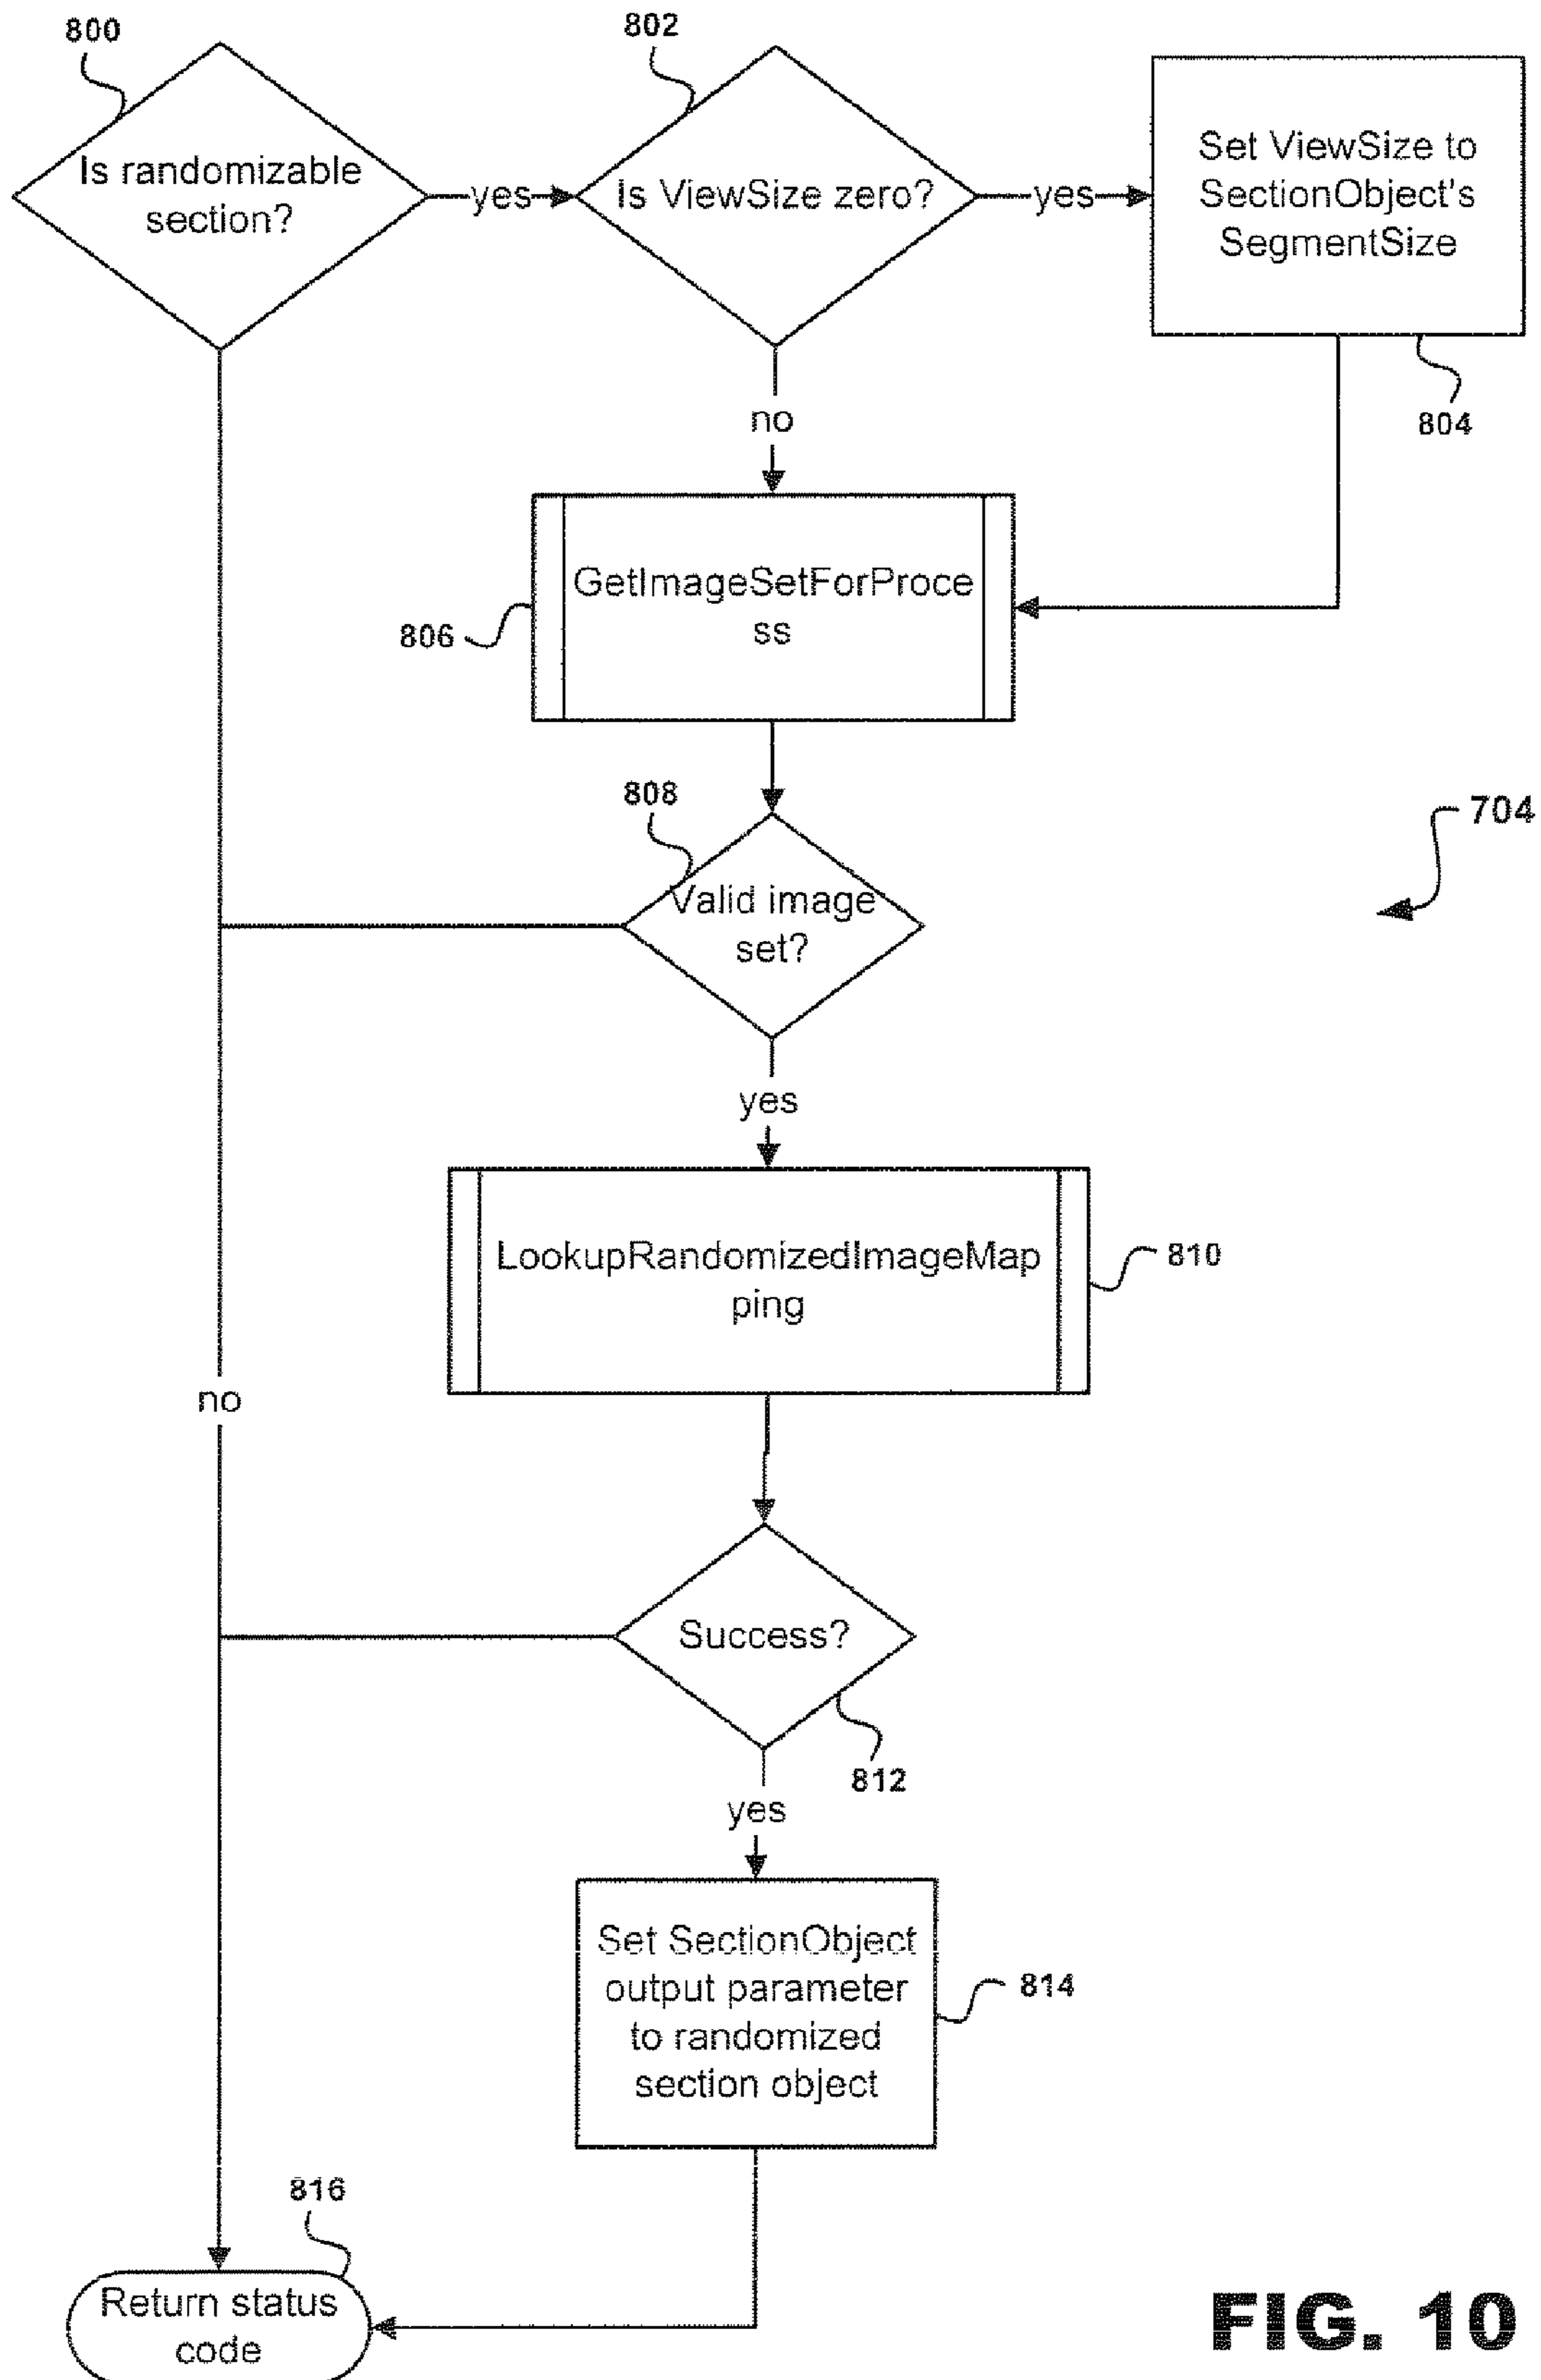 800
802
Is randomizable
section?
yes
Is ViewSize zero?
yes
Set ViewSize to
SectionObject's
SegmentSize
804
no
GetImageSetForProce
ss
806
808
Valid image
set?
704
yes
LookupRandomizedImageMap
ping
810
no
Success?
812
yes
Set SectionObject
output parameter
to randomized
section object
814
816
Return status
code
FIG. 10